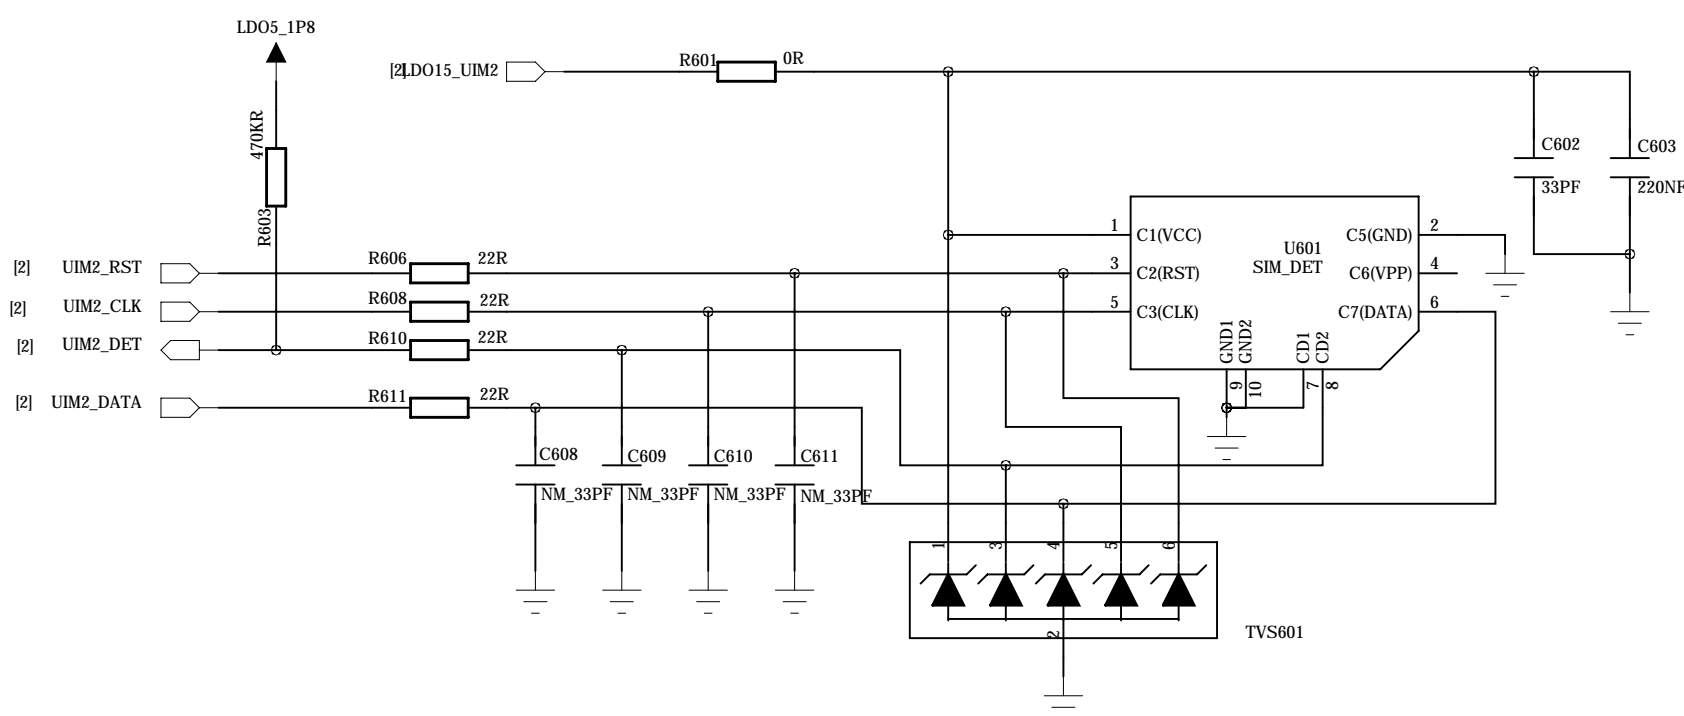 LDO5_1P8
[2]LDO15_UIM2
R601
0R
470KR
R603
C602
33PF
C603
220NF
[2] UIM2_RST
R606
22R
[2] UIM2_CLK
R608
22R
[2] UIM2_DET
R610
22R
[2] UIM2_DATA
R611
22R
1
C1(VCC)
3
C2(RST)
5
C3(CLK)
U601
SIM_DET
C5(GND)
2
C6(VPP)
4
C7(DATA)
6
GND1
GND2
CD1
CD2
9
10
7
8
C608
NM_33PF
C609
NM_33PF
C610
NM_33PF
C611
NM_33PF
1
3
4
5
6
2
TVS601